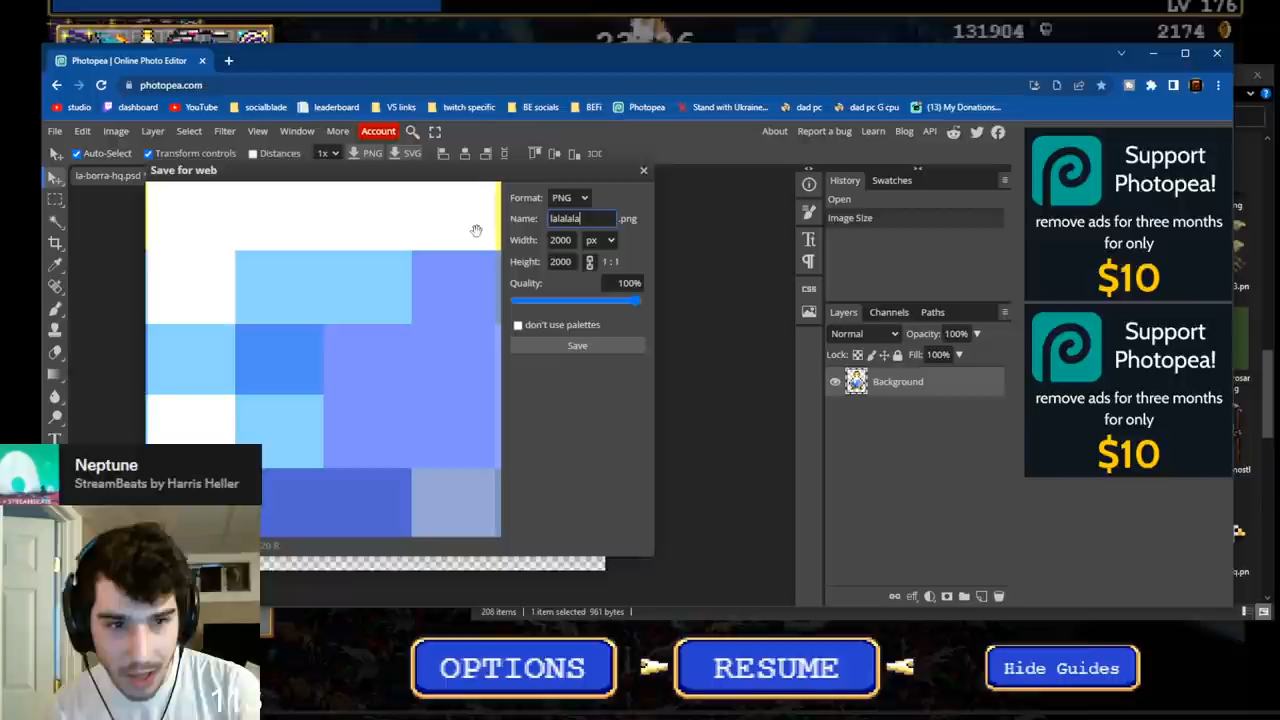 LV 176
131904
2174
Photopea | Online Photo Editor
photopea.com
studio
dashboard
YouTube
socialblade
leaderboard
VS links
twitch specific
BE socials
BEFi
Photopea
Stand with Ukraine...
dad pc
dad pc G cpu
(13) My Donations...
File Edit Image Layer Select Filter View Window More Account
About Report a bug Learn Blog API
Auto-Select
Transform controls
Distances
1x
PNG
SVG
la-borra-hq.psd *
Save for web
Format: PNG
Name: lalalala .png
Width: 2000 px
Height: 2000 1 : 1
Quality: 100%
don't use palettes
Save
History Swatches
Open
Image Size
CSS
Layers Channels Paths
Normal Opacity: 100%
Lock: Fill: 100%
Background
Support
Photopea!
remove ads for three months
for only
$10
Support
Photopea!
remove ads for three months
for only
$10
Neptune
StreamBeats by Harris Heller
208 items 1 item selected 961 bytes
OPTIONS
RESUME
Hide Guides